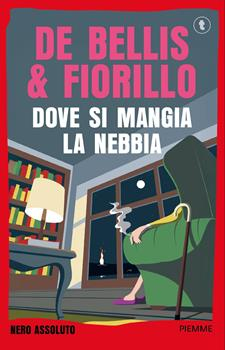 DE BELLIS
& FIORILLO
DOVE SI MANGIA
LA NEBBIA
NERO ASSOLUTO
PIEMME